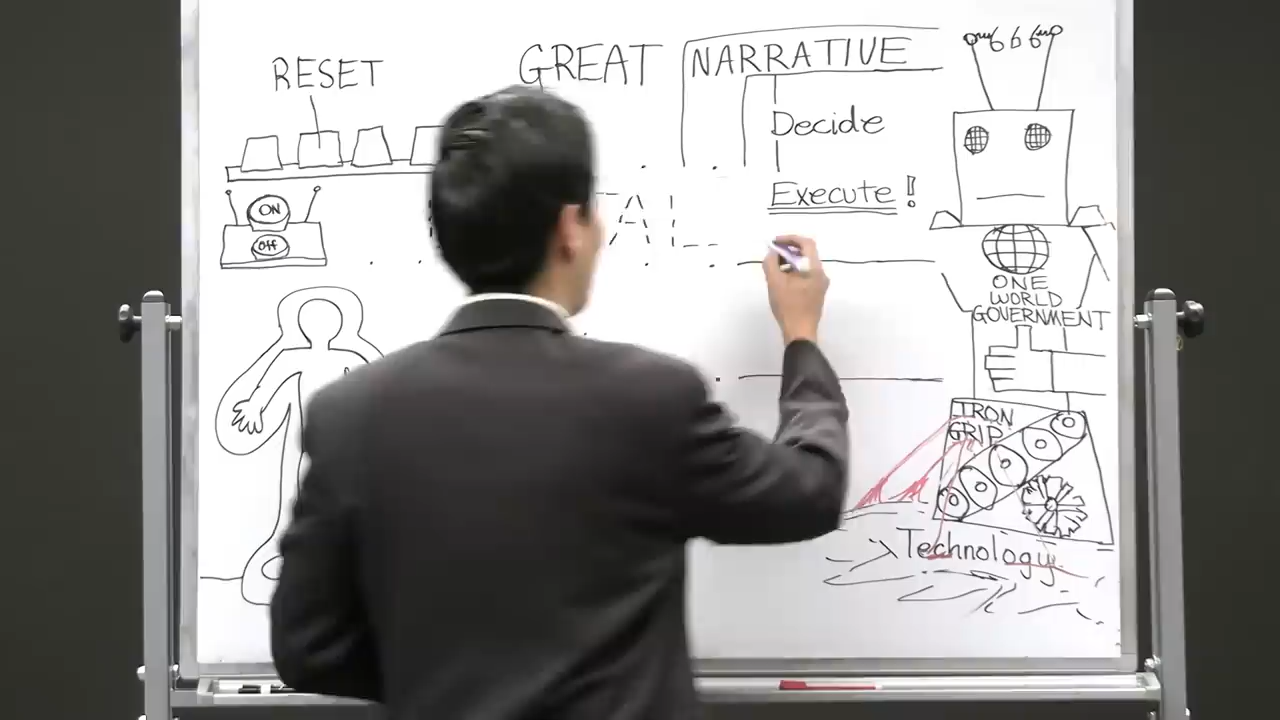 GREAT NARRATIVE
RESET
666
Decide
Execute!
ON
OFF
ONE
WORLD
GOVERNMENT
IRON
GRIP
Technology